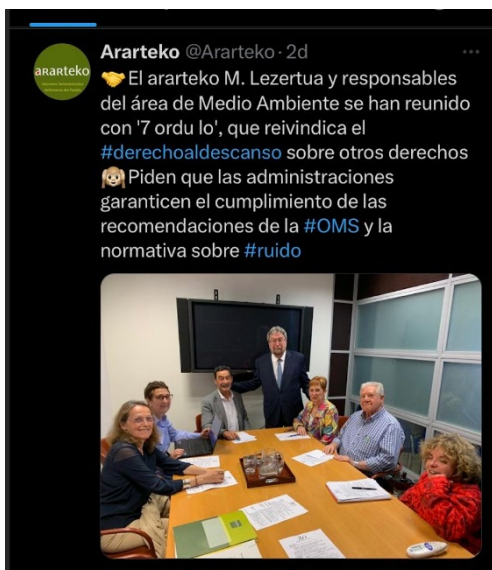 Ararteko @Ararteko · 2d
🤝 El ararteko M. Lezertua y responsables
del área de Medio Ambiente se han reunido
con '7 ordu lo', que reivindica el
#derechoaldescanso sobre otros derechos
🙉 Piden que las administraciones
garanticen el cumplimiento de las
recomendaciones de la #OMS y la
normativa sobre #ruido
ararteko